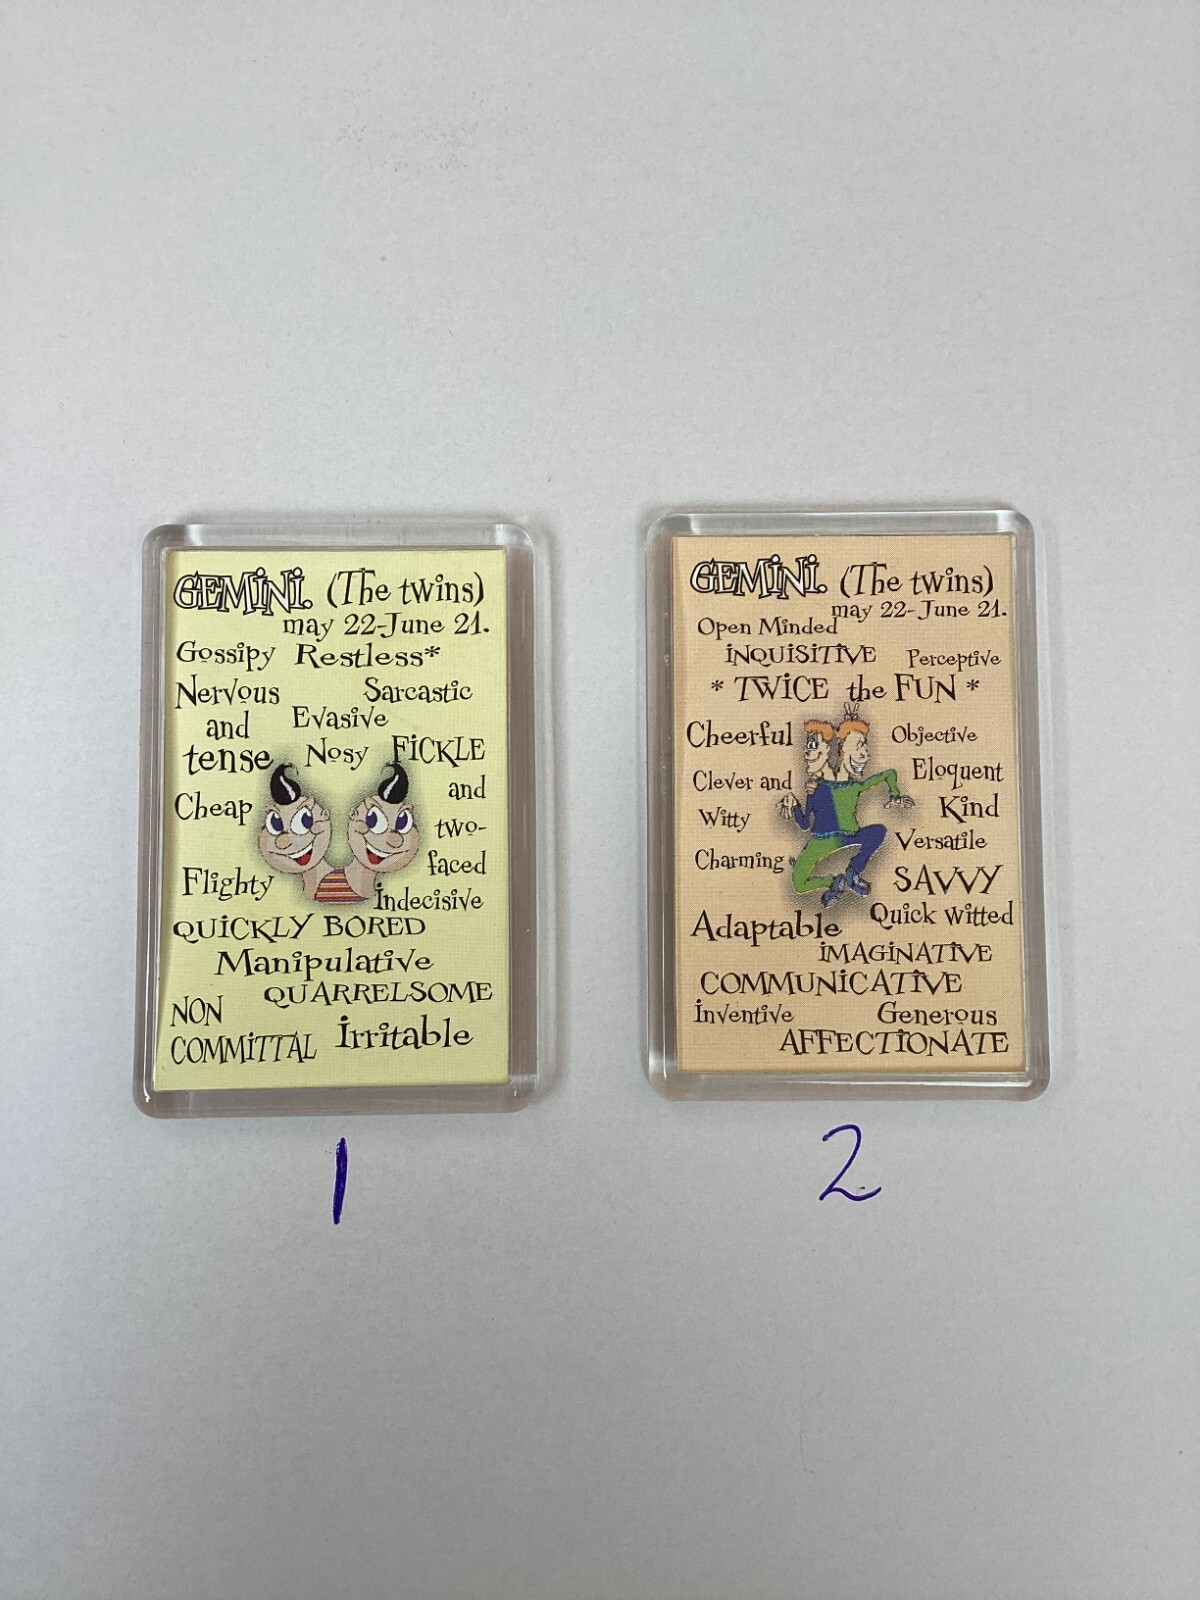 GEMiNi. (The twins)
may 22-June 21.
Gossipy Restless*
Nervous Sarcastic
and Evasive
tense Nosy FiCKLE
Cheap and
two-
Flighty faced
indecisive
QUiCKLY BORED
Manipulative
QUARRELSOME
NON
COMMiTTAL irritable
1
GEMiNi. (The twins)
may 22-June 21.
Open Minded
iNQUISITIVE Perceptive
* TWICE the FUN *
Cheerful Objective
Clever and Eloquent
Witty Kind
Versatile
Charming SAVVY
Adaptable Quick witted
iMAGiNATIVE
COMMUNiCATIVE
inventive Generous
AFFECTiONATE
2